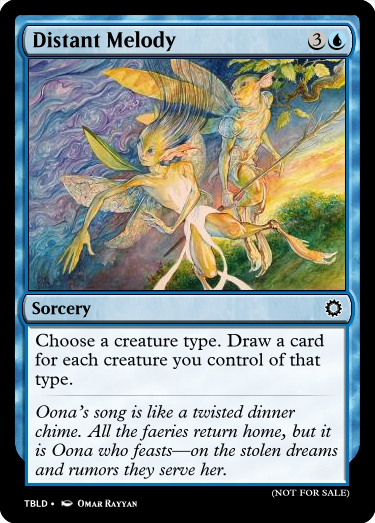 Distant Melody 3
Sorcery
Choose a creature type. Draw a card
for each creature you control of that
type.
Oona's song is like a twisted dinner
chime. All the faeries return home, but it
is Oona who feasts—on the stolen dreams
and rumors they serve her.
(NOT FOR SALE)
TBLD • Omar Rayyan